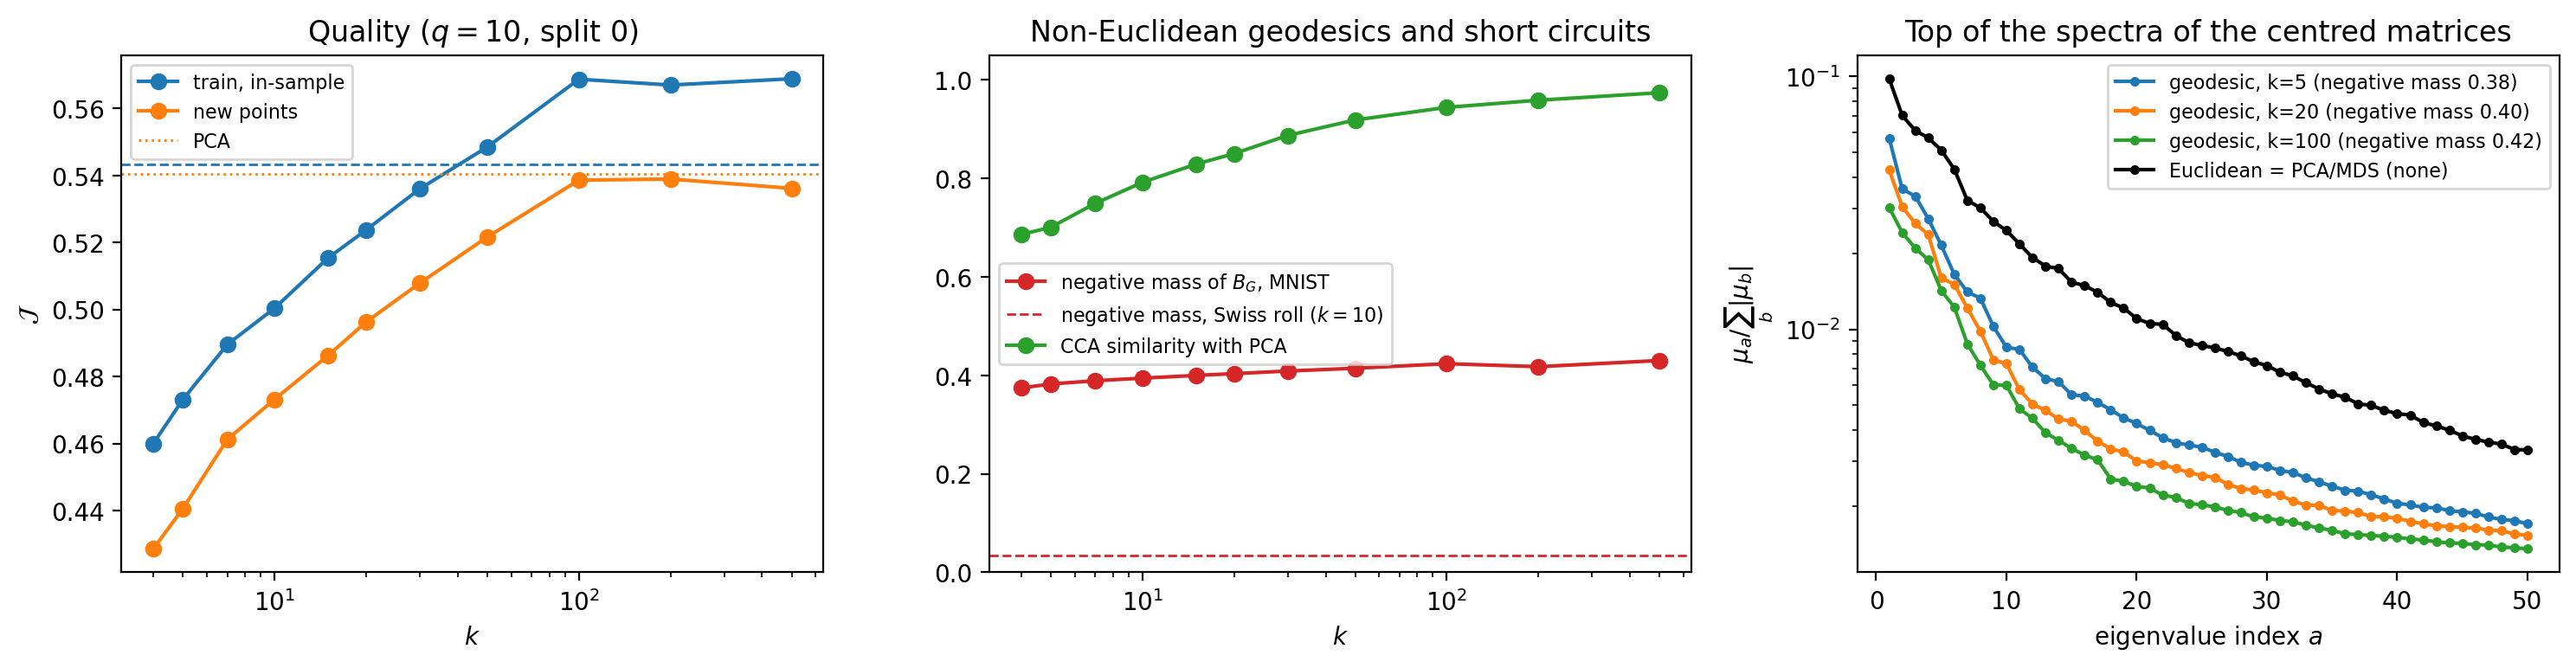 Quality (q = 10, split 0)
train, in-sample
new points
PCA
0.56
0.54
0.52
0.50
0.48
0.46
0.44
𝒥
10¹
10²
k
Non-Euclidean geodesics and short circuits
1.0
0.8
0.6
0.4
0.2
0.0
negative mass of B_G, MNIST
negative mass, Swiss roll (k = 10)
CCA similarity with PCA
10¹
10²
k
Top of the spectra of the centred matrices
geodesic, k=5 (negative mass 0.38)
geodesic, k=20 (negative mass 0.40)
geodesic, k=100 (negative mass 0.42)
Euclidean = PCA/MDS (none)
10⁻¹
10⁻²
μ_a/∑_b|μ_b|
0
10
20
30
40
50
eigenvalue index a